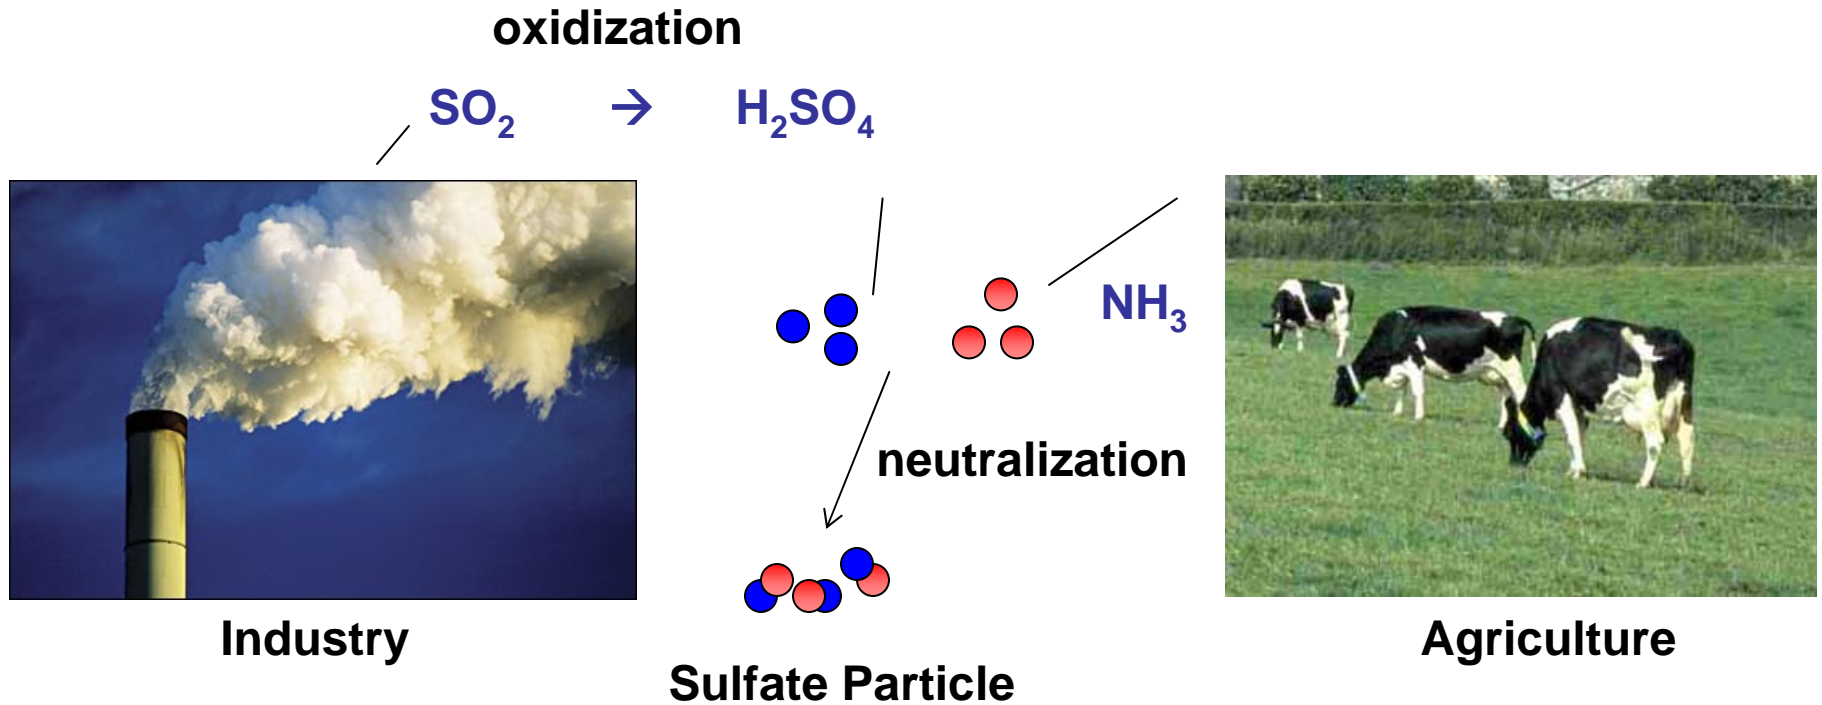 oxidization
SO₂ → H₂SO₄
NH₃
neutralization
Industry
Agriculture
Sulfate Particle